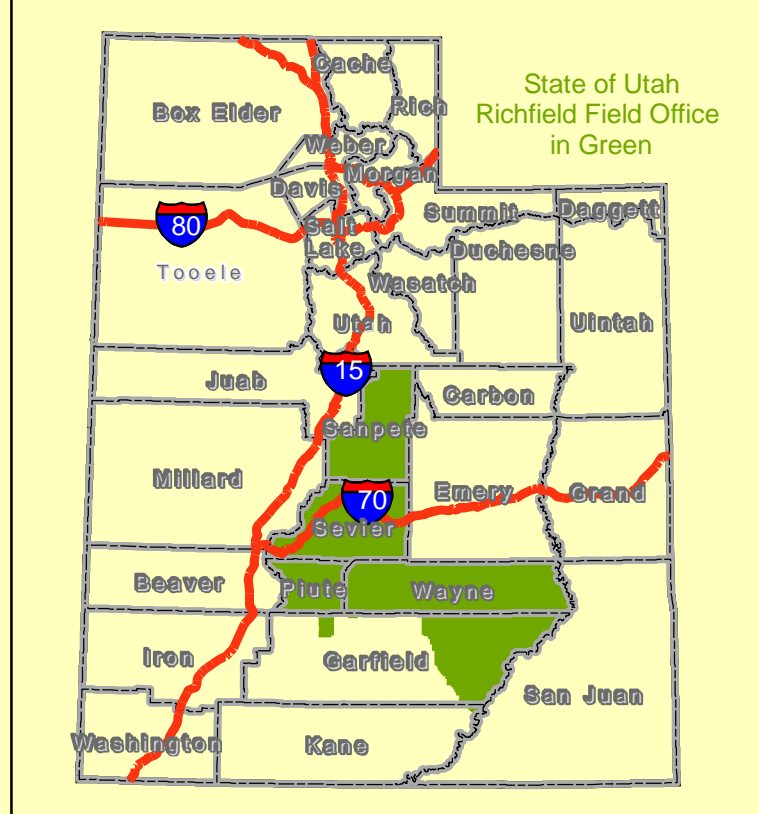 State of Utah
Richfield Field Office
in Green
Cache
Box Elder
Rich
Weber
Morgan
Davis
Summit
Daggett
80
Salt
Lake
Duchesne
Tooele
Wasatch
Utah
Uintah
15
Juab
Carbon
Sanpete
Millard
70
Emery
Grand
Sevier
Beaver
Piute
Wayne
Iron
Garfield
San Juan
Washington
Kane